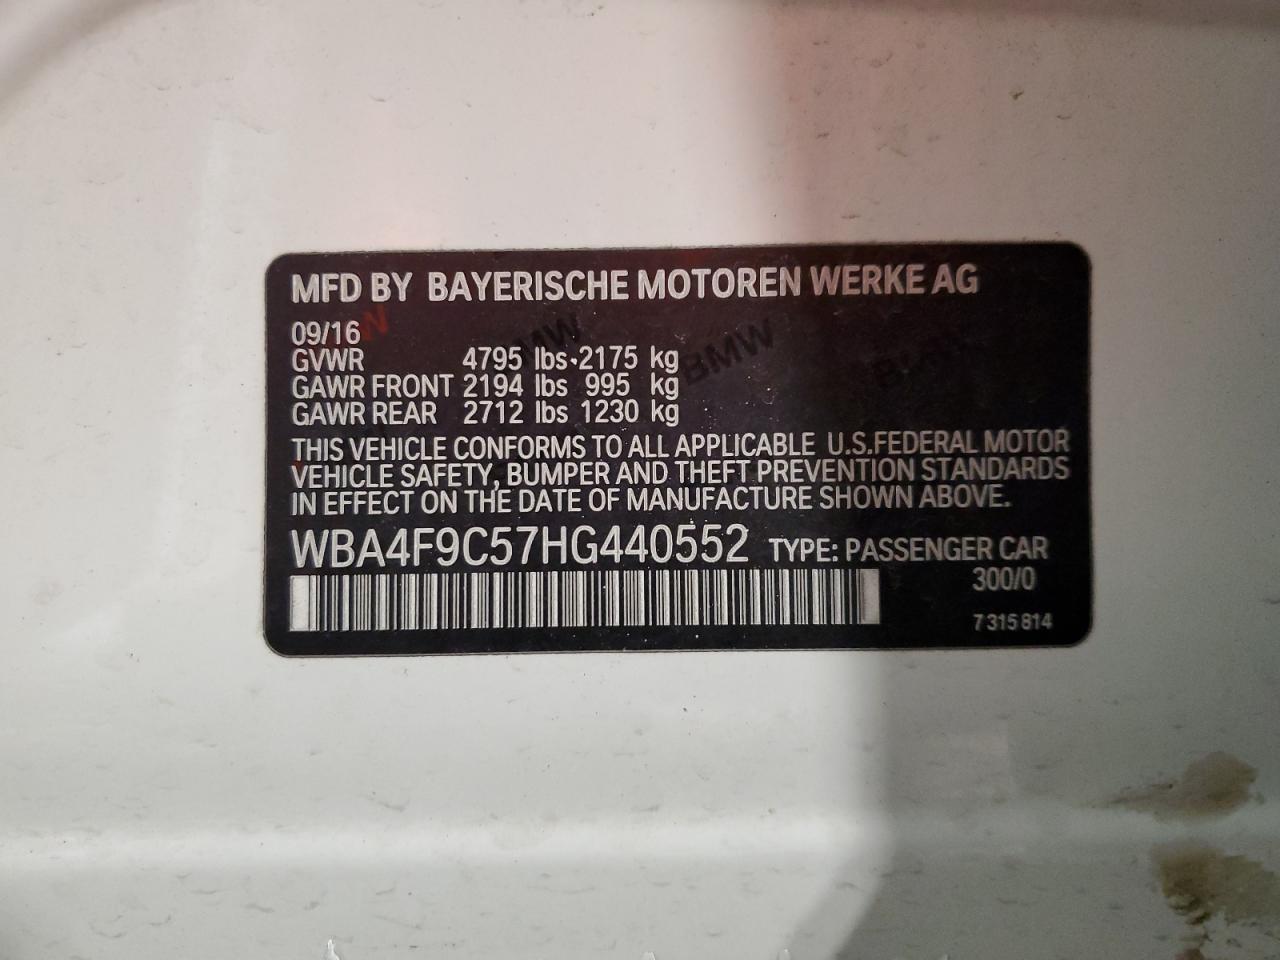 MFD BY BAYERISCHE MOTOREN WERKE AG
09/16
GVWR 4795 lbs-2175 kg
GAWR FRONT 2194 lbs 995 kg
GAWR REAR 2712 lbs 1230 kg
THIS VEHICLE CONFORMS TO ALL APPLICABLE U.S.FEDERAL MOTOR
VEHICLE SAFETY, BUMPER AND THEFT PREVENTION STANDARDS
IN EFFECT ON THE DATE OF MANUFACTURE SHOWN ABOVE.
WBA4F9C57HG440552 TYPE: PASSENGER CAR
300/0
7 315 814
BMW